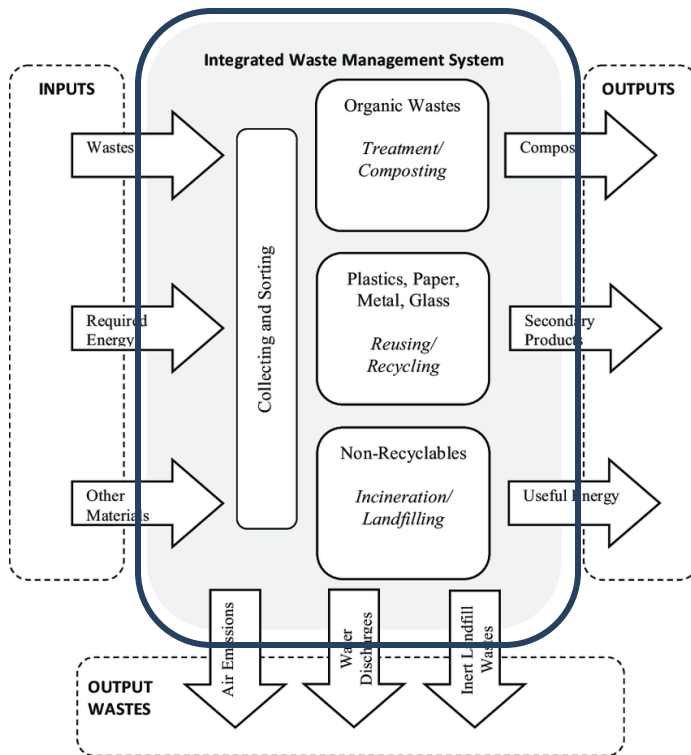 Integrated Waste Management System
INPUTS
Wastes
Required
Energy
Other
Materials
Collecting and Sorting
Organic Wastes
Treatment/
Composting
Plastics, Paper,
Metal, Glass
Reusing/
Recycling
Non-Recyclables
Incineration/
Landfilling
OUTPUTS
Compos
Secondary
Products
Useful Energy
Air Emissions
Water
Discharges
Inert Landfill
Wastes
OUTPUT
WASTES